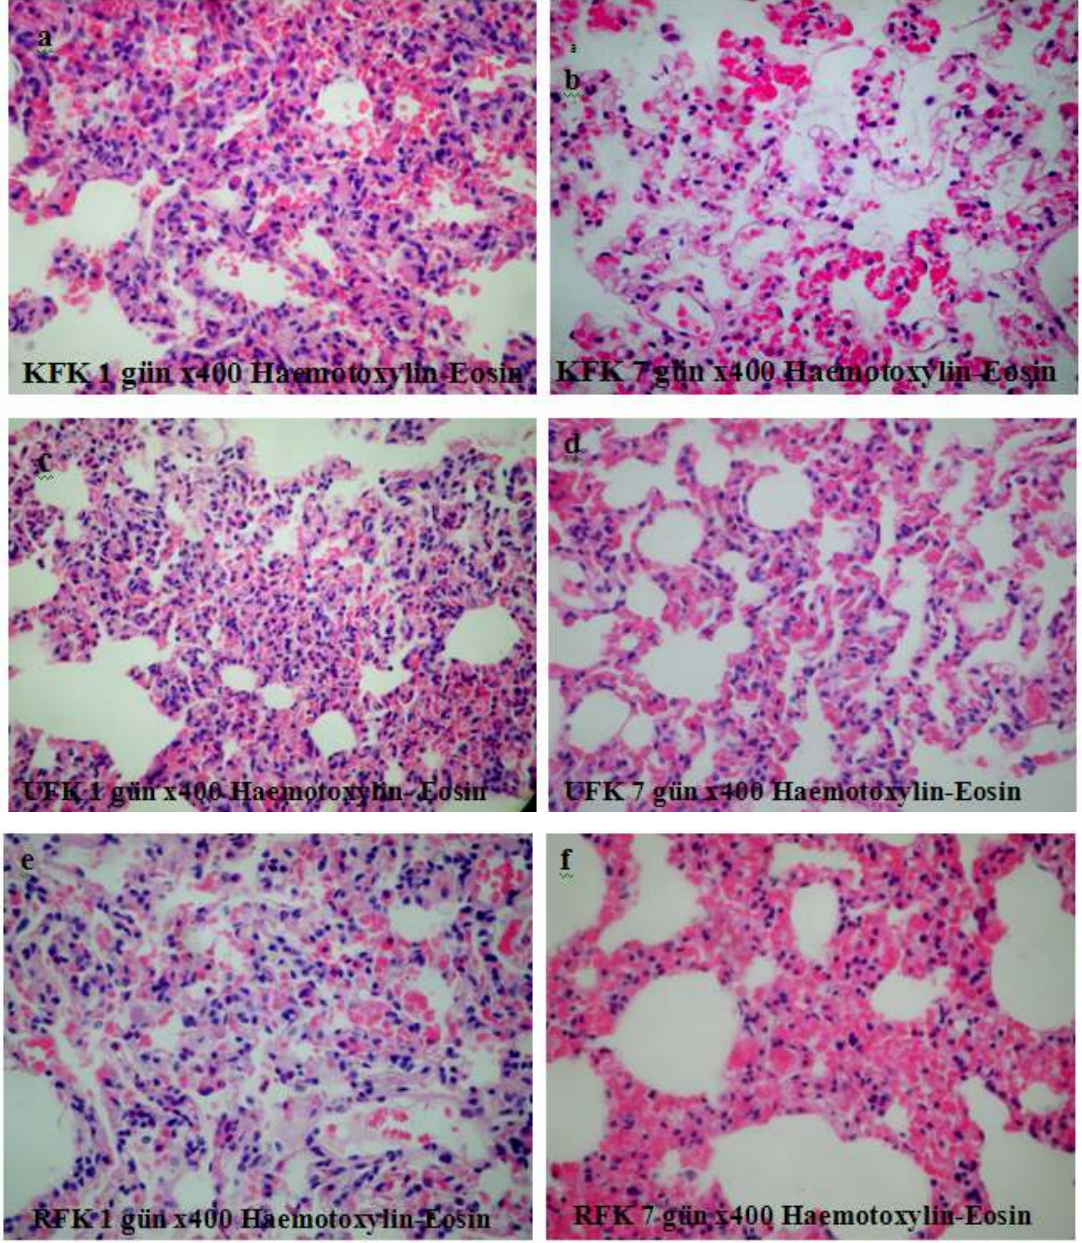 a
a
b
KFK 1 gün x400 Haemotoxylin-Eosin
KFK 7 gün x400 Haemotoxylin-Eosin
c
d
UFK 1 gün x400 Haemotoxylin- Eosin
UFK 7 gün x400 Haemotoxylin-Eosin
e
f
RFK 1 gün x400 Haemotoxylin-Eosin
RFK 7 gün x400 Haemotoxylin-Eosin